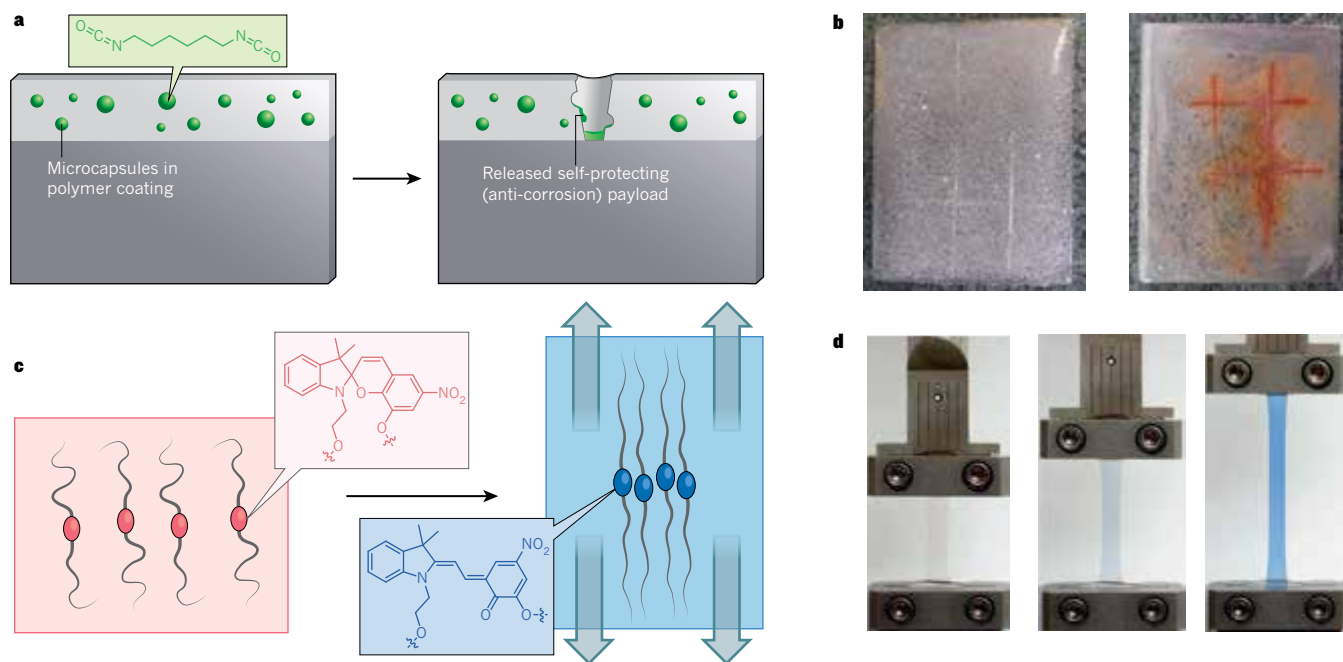 a
O
C
N
N
C
O
Microcapsules in
polymer coating
Released self-protecting
(anti-corrosion) payload
b
c
N
O
NO2
O
O
N
NO2
O
O
O
d